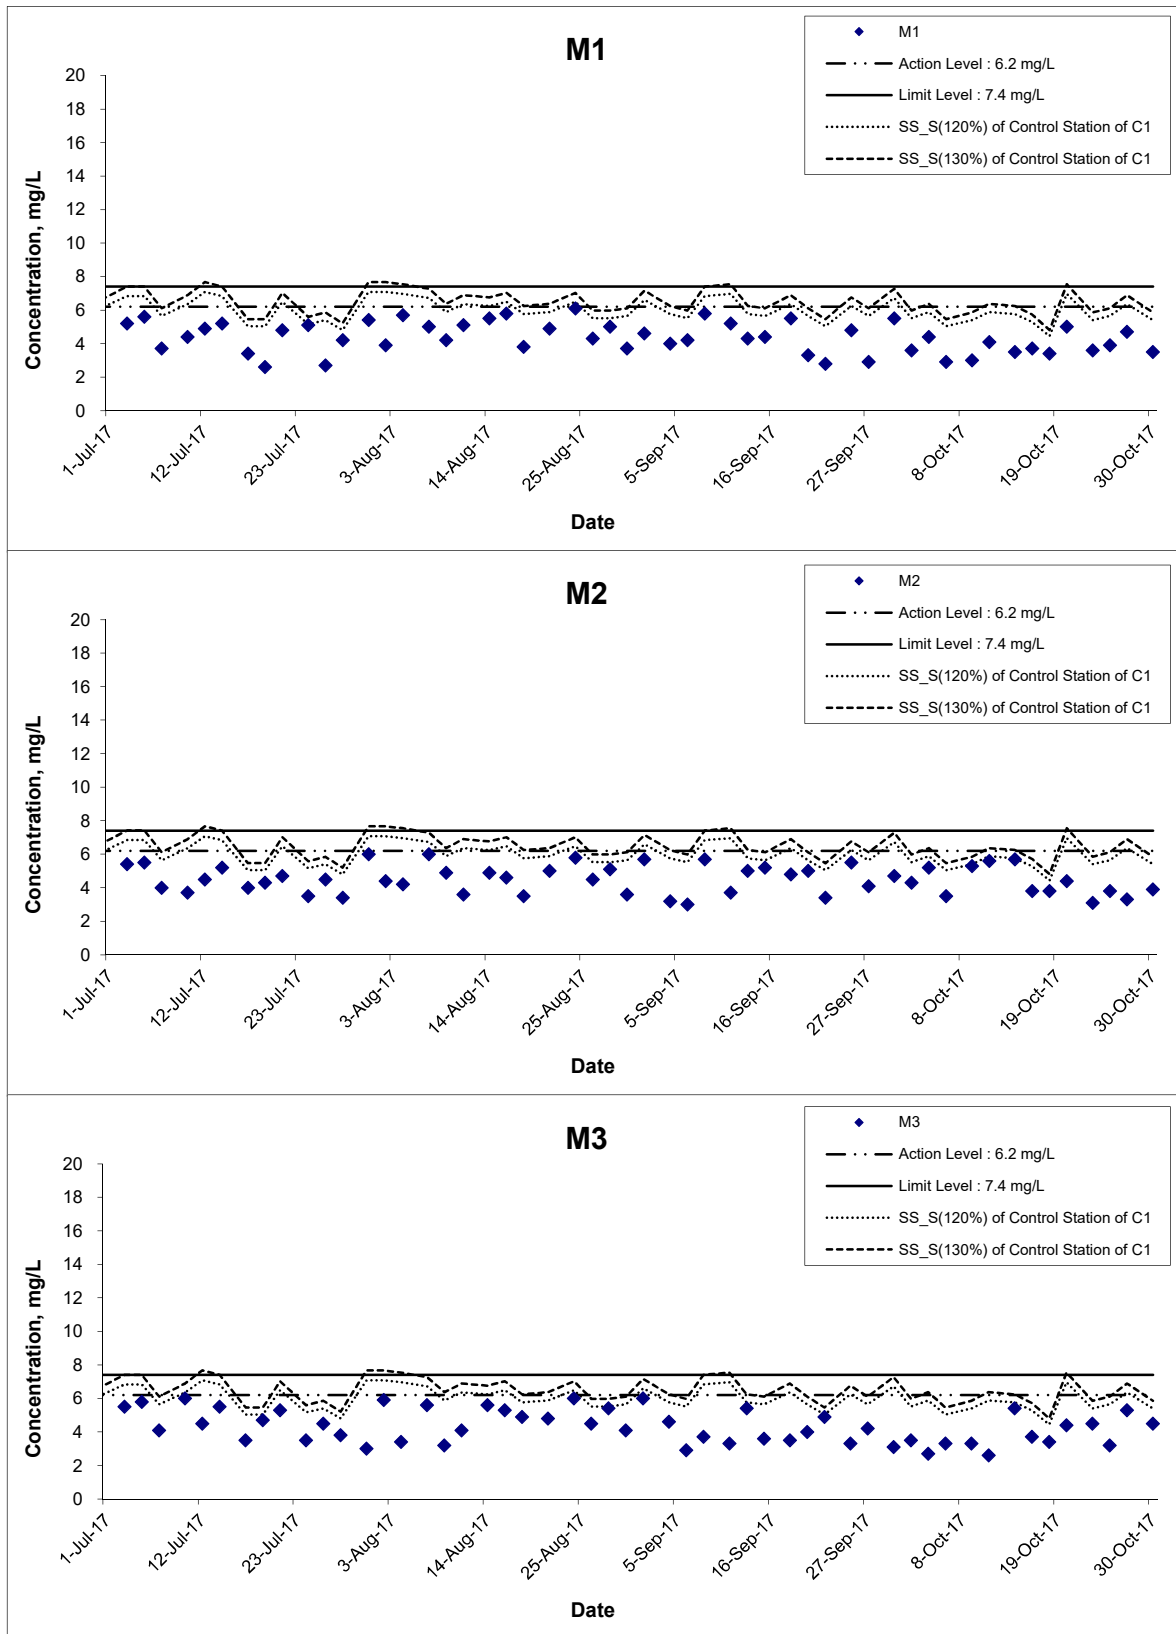 M1
M1
Action Level : 6.2 mg/L
Limit Level : 7.4 mg/L
SS_S(120%) of Control Station of C1
SS_S(130%) of Control Station of C1
Concentration, mg/L
20
18
16
14
12
10
8
6
4
2
0
1-Jul-17
12-Jul-17
23-Jul-17
3-Aug-17
14-Aug-17
25-Aug-17
5-Sep-17
16-Sep-17
27-Sep-17
8-Oct-17
19-Oct-17
30-Oct-17
Date
M2
M2
Action Level : 6.2 mg/L
Limit Level : 7.4 mg/L
SS_S(120%) of Control Station of C1
SS_S(130%) of Control Station of C1
Concentration, mg/L
20
18
16
14
12
10
8
6
4
2
0
1-Jul-17
12-Jul-17
23-Jul-17
3-Aug-17
14-Aug-17
25-Aug-17
5-Sep-17
16-Sep-17
27-Sep-17
8-Oct-17
19-Oct-17
30-Oct-17
Date
M3
M3
Action Level : 6.2 mg/L
Limit Level : 7.4 mg/L
SS_S(120%) of Control Station of C1
SS_S(130%) of Control Station of C1
Concentration, mg/L
20
18
16
14
12
10
8
6
4
2
0
1-Jul-17
12-Jul-17
23-Jul-17
3-Aug-17
14-Aug-17
25-Aug-17
5-Sep-17
16-Sep-17
27-Sep-17
8-Oct-17
19-Oct-17
30-Oct-17
Date